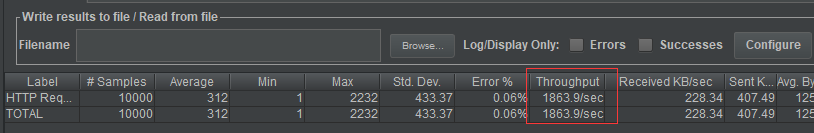 Write results to file / Read from file
Filename Browse... Log/Display Only: Errors Successes Configure
Label # Samples Average Min Max Std. Dev. Error % Throughput Received KB/sec Sent K... Avg. By
HTTP Req... 10000 312 1 2232 433.37 0.06% 1863.9/sec 228.34 407.49 125
TOTAL 10000 312 1 2232 433.37 0.06% 1863.9/sec 228.34 407.49 125